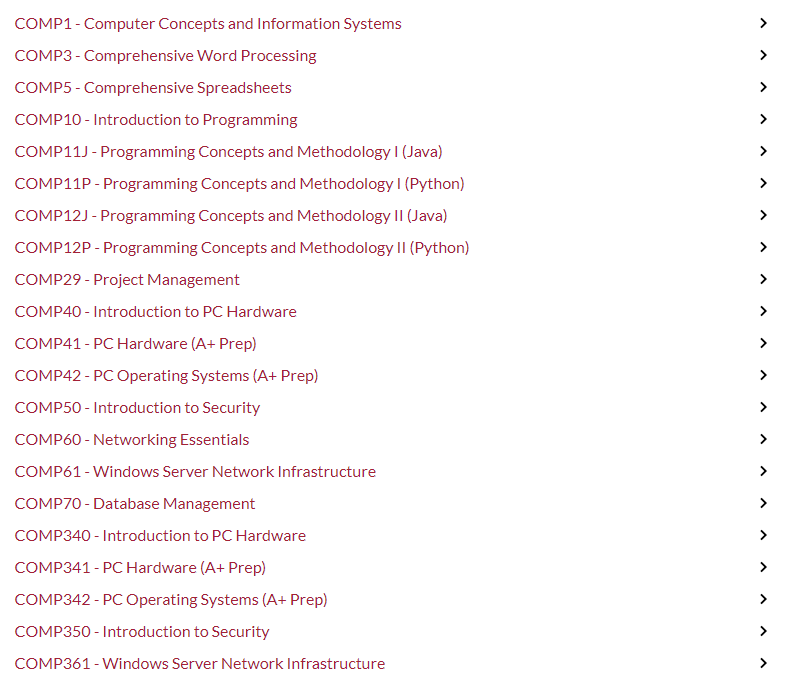 COMP1 - Computer Concepts and Information Systems
COMP3 - Comprehensive Word Processing
COMP5 - Comprehensive Spreadsheets
COMP10 - Introduction to Programming
COMP11J - Programming Concepts and Methodology I (Java)
COMP11P - Programming Concepts and Methodology I (Python)
COMP12J - Programming Concepts and Methodology II (Java)
COMP12P - Programming Concepts and Methodology II (Python)
COMP29 - Project Management
COMP40 - Introduction to PC Hardware
COMP41 - PC Hardware (A+ Prep)
COMP42 - PC Operating Systems (A+ Prep)
COMP50 - Introduction to Security
COMP60 - Networking Essentials
COMP61 - Windows Server Network Infrastructure
COMP70 - Database Management
COMP340 - Introduction to PC Hardware
COMP341 - PC Hardware (A+ Prep)
COMP342 - PC Operating Systems (A+ Prep)
COMP350 - Introduction to Security
COMP361 - Windows Server Network Infrastructure